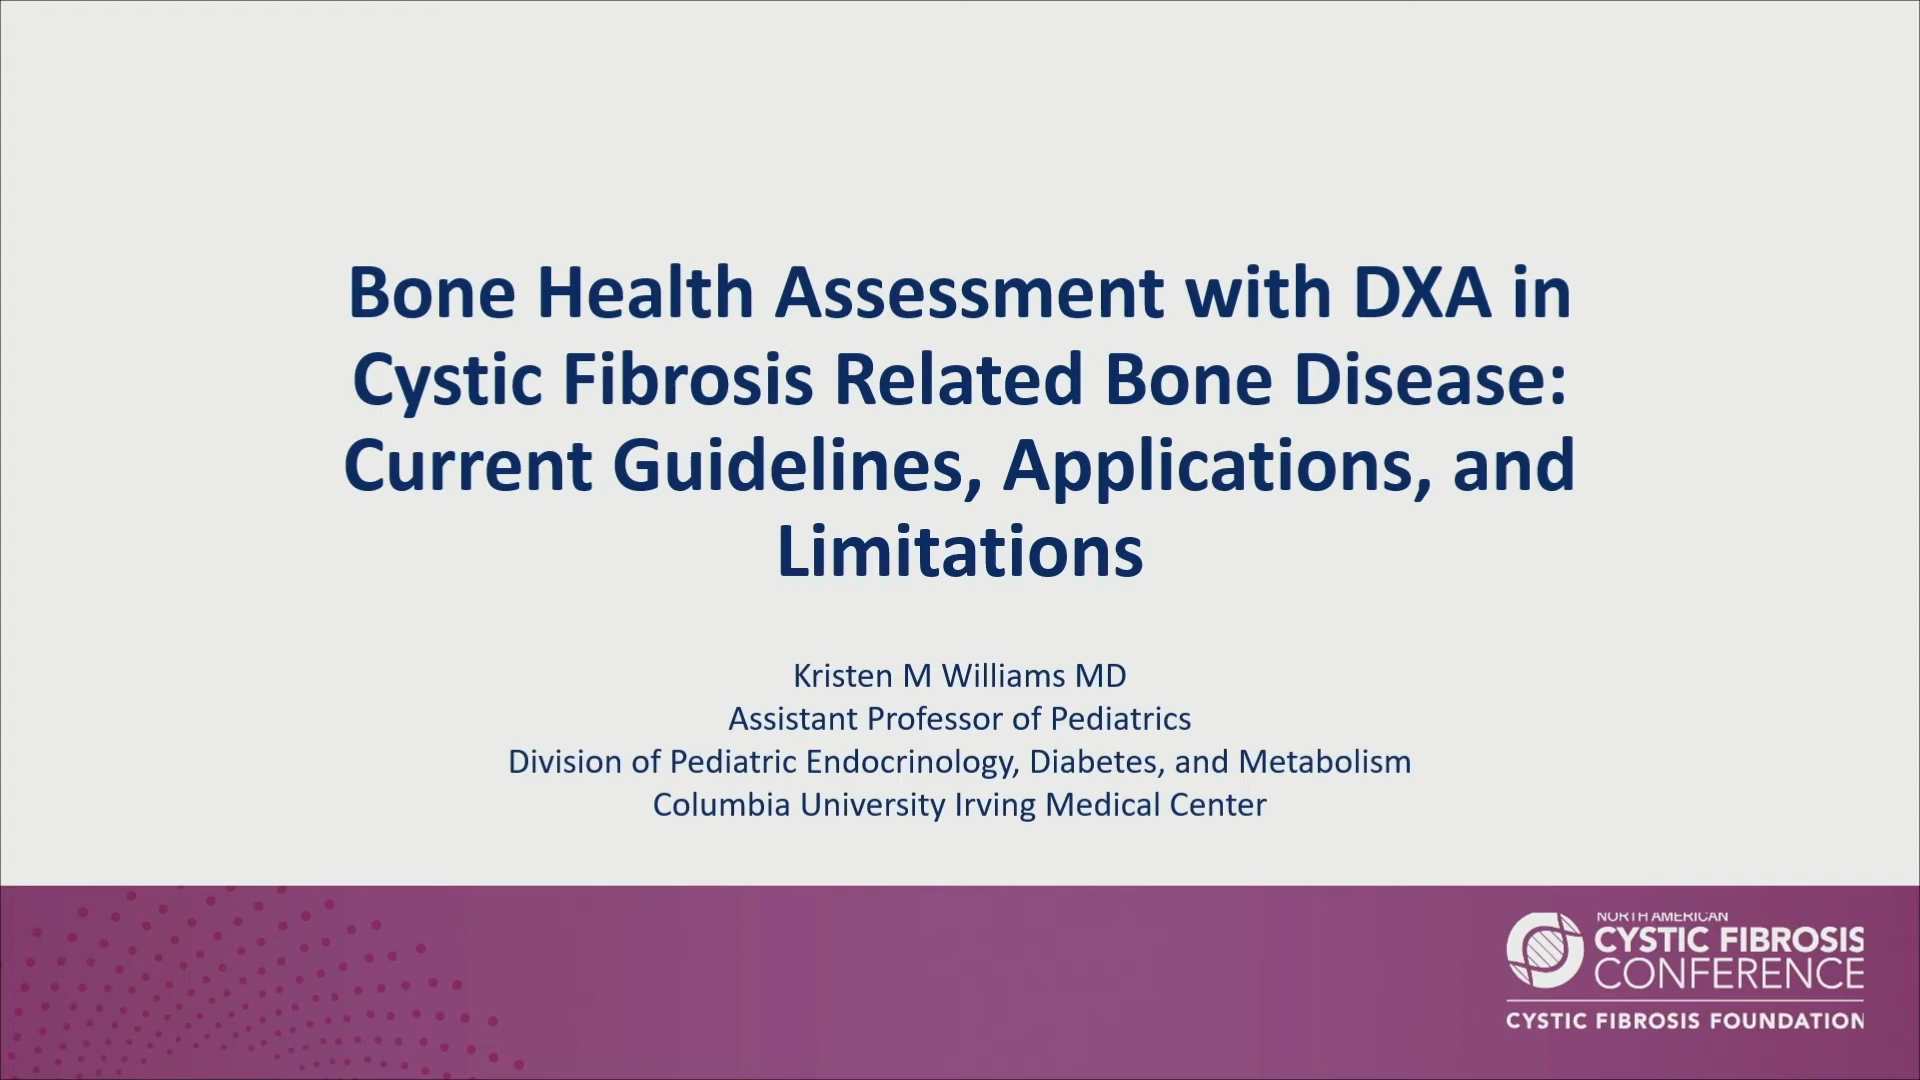 Bone Health Assessment with DXA in
Cystic Fibrosis Related Bone Disease:
Current Guidelines, Applications, and
Limitations
Kristen M Williams MD
Assistant Professor of Pediatrics
Division of Pediatric Endocrinology, Diabetes, and Metabolism
Columbia University Irving Medical Center
NORTH AMERICAN
CYSTIC FIBROSIS
CONFERENCE
CYSTIC FIBROSIS FOUNDATION